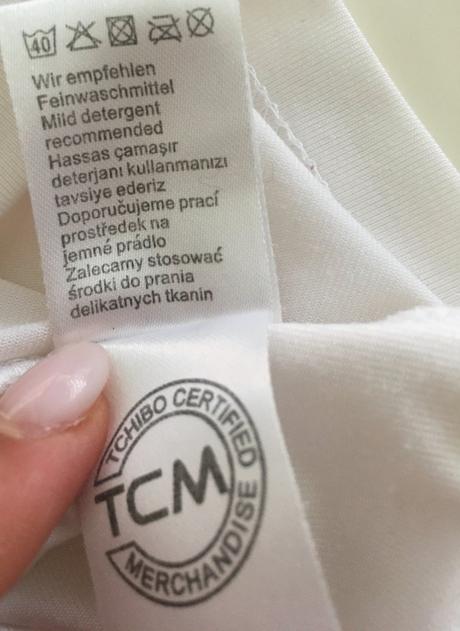 40
Wir empfehlen
Feinwaschmittel
Mild detergent
recommended
Hassas çamaşır
deterjanı kullanmanızı
tavsiye ederiz
Doporučujeme prací
prostředek na
jemné prádlo
Zalecamy stosować
środki do prania
delikatnych tkanin
TCHIBO CERTIFIED
TCM
MERCHANDISE